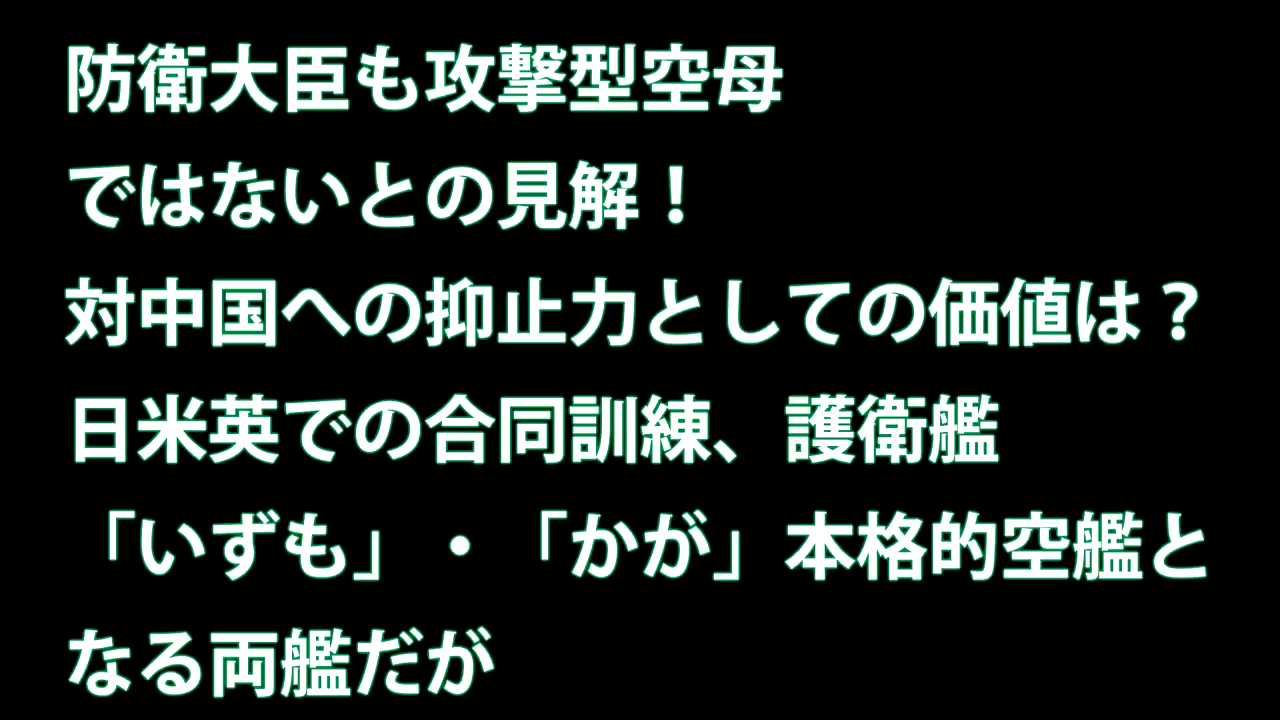 防衛大臣も攻撃型空母
ではないとの見解！
対中国への抑止力としての価値は？
日米英での合同訓練、護衛艦
「いずも」・「かが」本格的空艦と
なる両艦だが